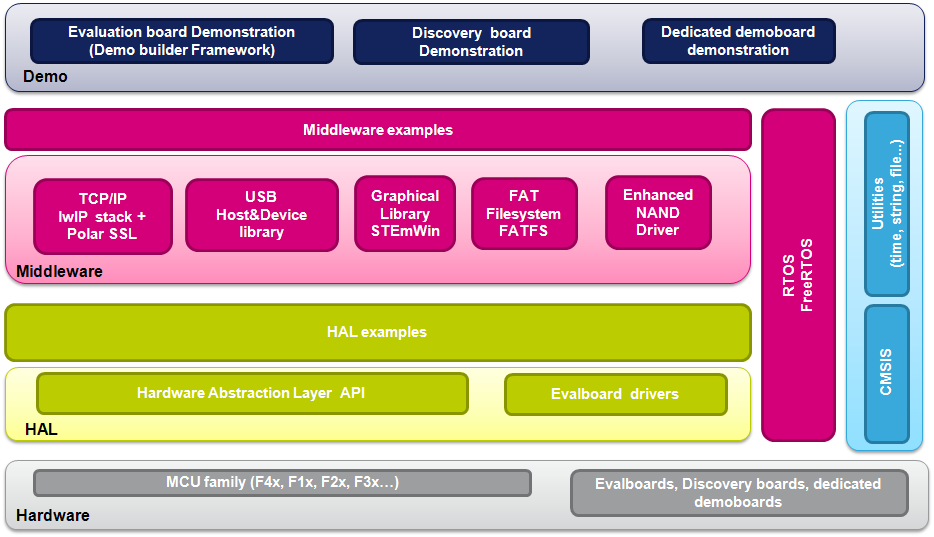 Evaluation board Demonstration
(Demo builder Framework)
Discovery board
Demonstration
Dedicated demoboard
demonstration
Demo
Middleware examples
TCP/IP
lwIP stack +
Polar SSL
USB
Host&Device
library
Graphical
Library
STEmWin
FAT
Filesystem
FATFS
Enhanced
NAND
Driver
Middleware
RTOS
FreeRTOS
Utilities
(time, string, file...)
HAL examples
Hardware Abstraction Layer API
Evalboard drivers
HAL
CMSIS
MCU family (F4x, F1x, F2x, F3x…)
Evalboards, Discovery boards, dedicated
demoboards
Hardware